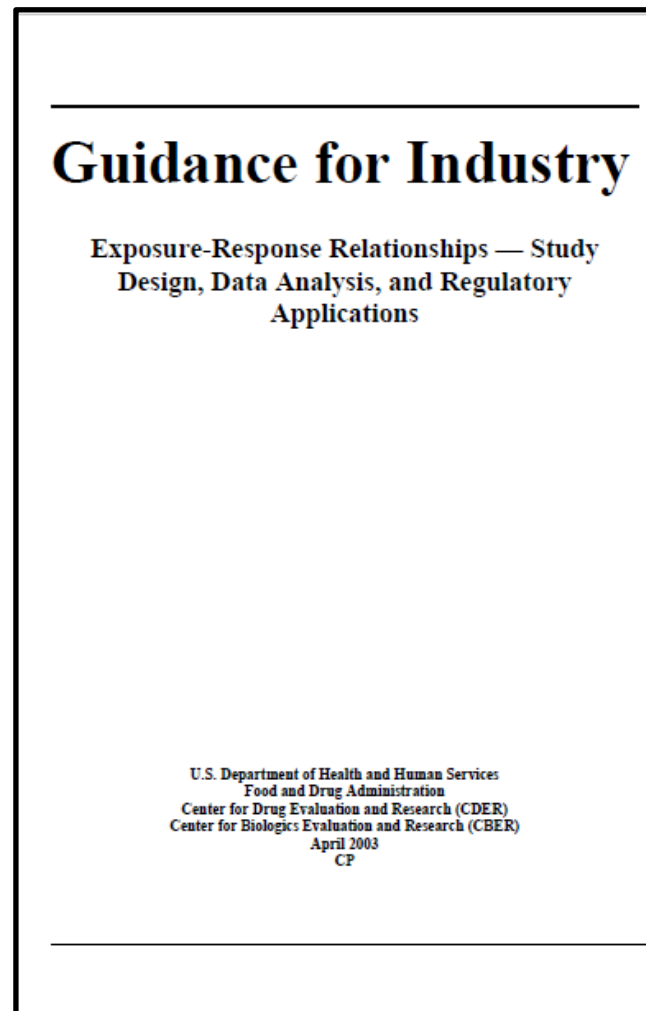 Guidance for Industry
Exposure-Response Relationships — Study
Design, Data Analysis, and Regulatory
Applications
U.S. Department of Health and Human Services
Food and Drug Administration
Center for Drug Evaluation and Research (CDER)
Center for Biologics Evaluation and Research (CBER)
April 2003
CP